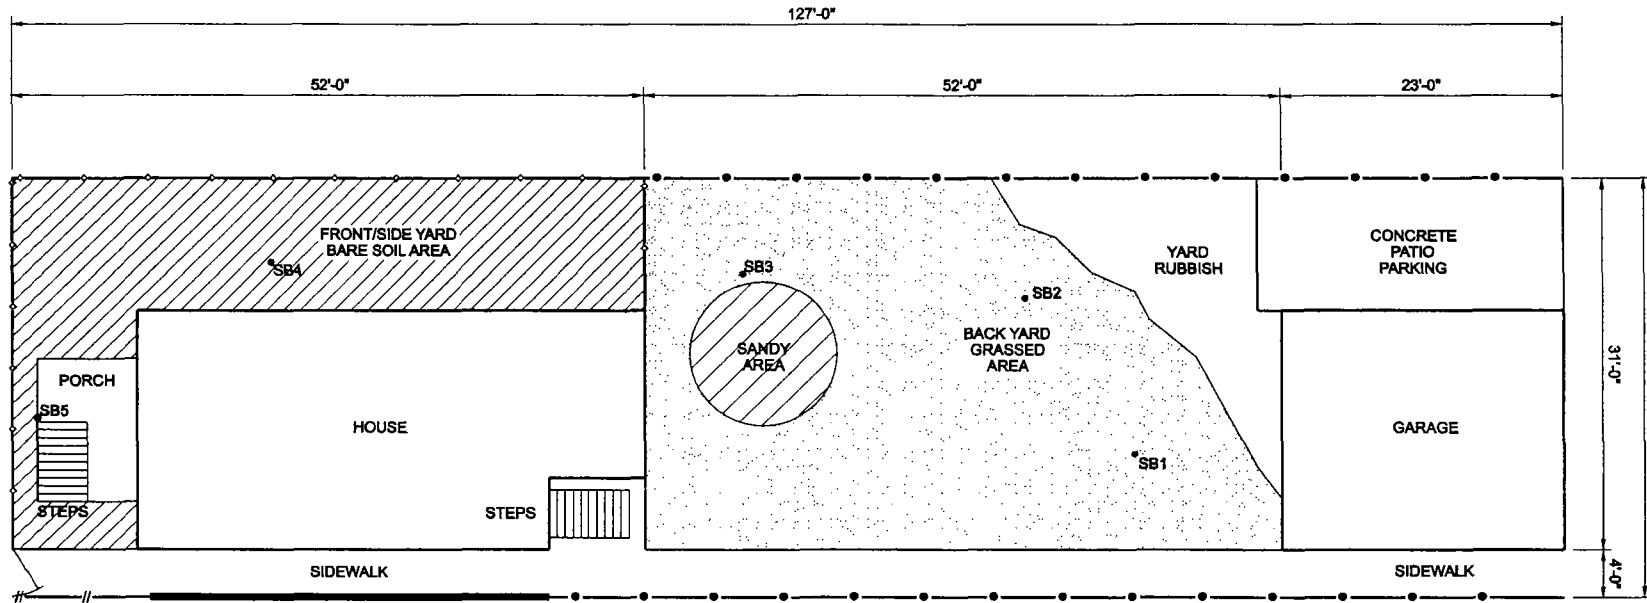 127'-0"
52'-0"
52'-0"
23'-0"
FRONT/SIDE YARD
BARE SOIL AREA
SB4
SB3
SB2
YARD
RUBBISH
CONCRETE
PATIO
PARKING
SANDY
AREA
BACK YARD
GRASSED
AREA
31'-0"
PORCH
SB5
HOUSE
GARAGE
SB1
STEPS
STEPS
SIDEWALK
SIDEWALK
4'-0"